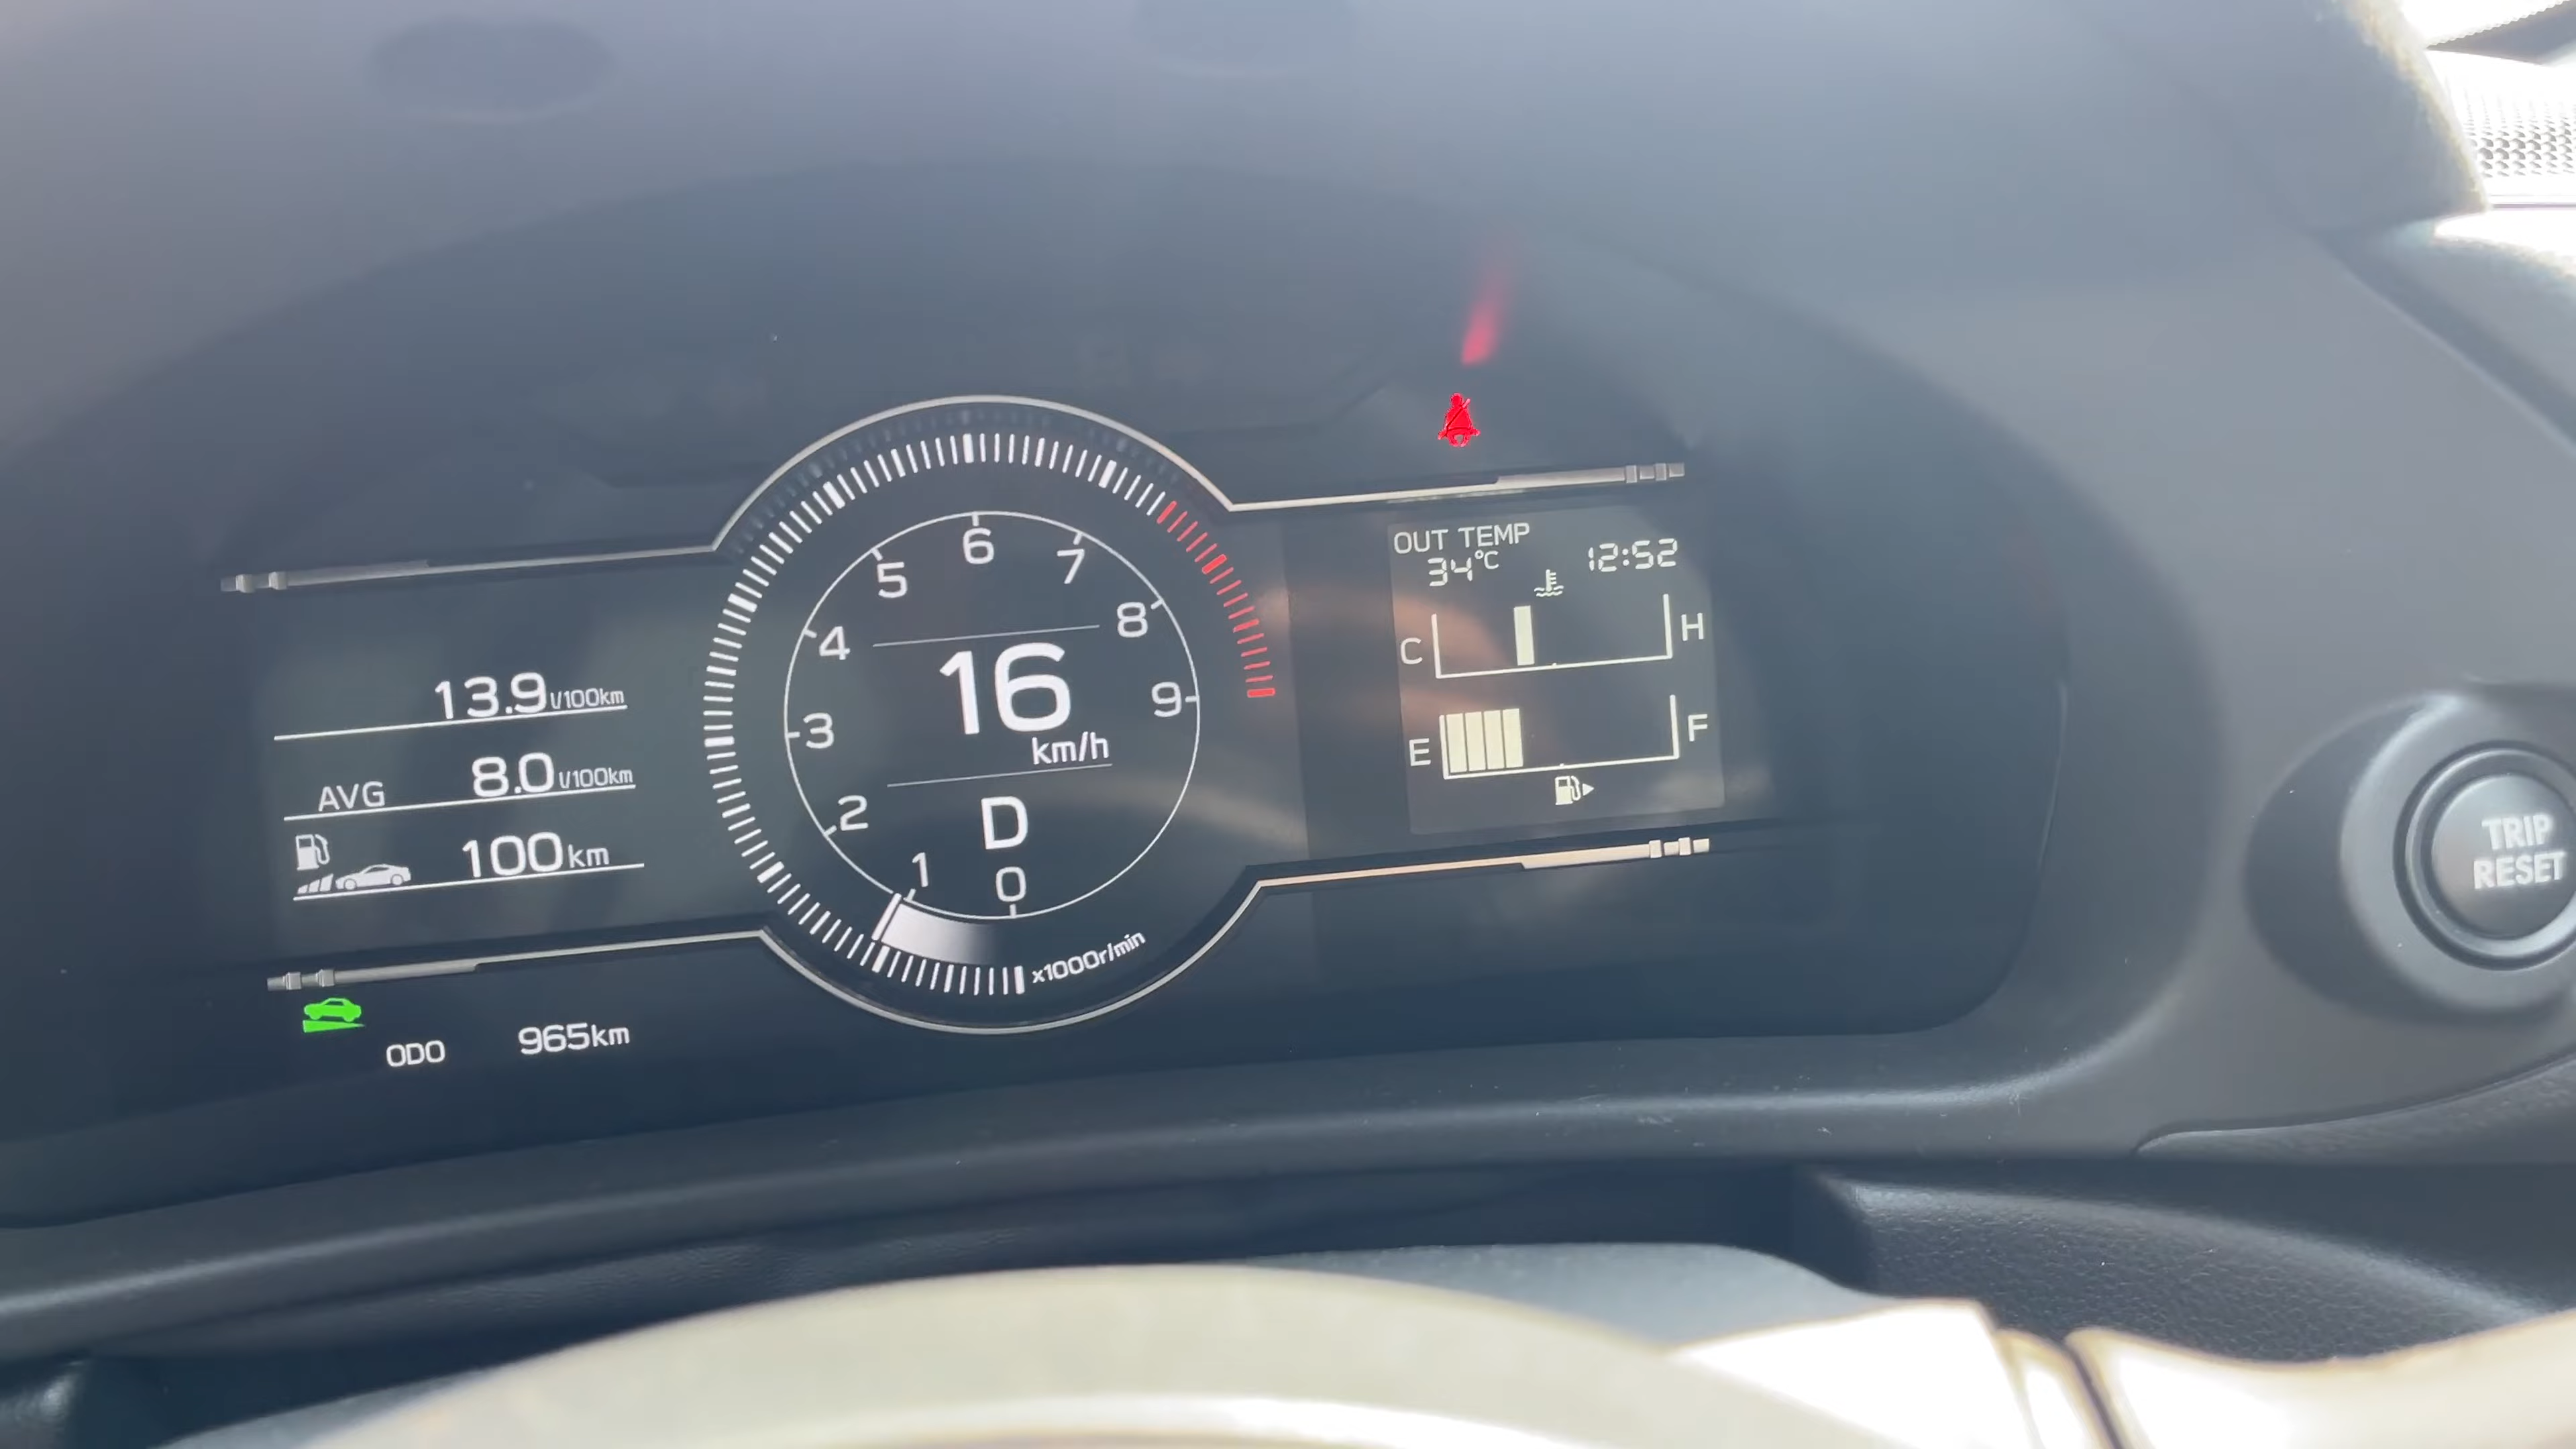 13.9 l/100km
AVG 8.0 l/100km
100 km
ODO 965km
5 6 7
4 8
16
km/h
3 9
2 D
1 0
x1000r/min
OUT TEMP
34°C 12:52
C H
E F
TRIP
RESET